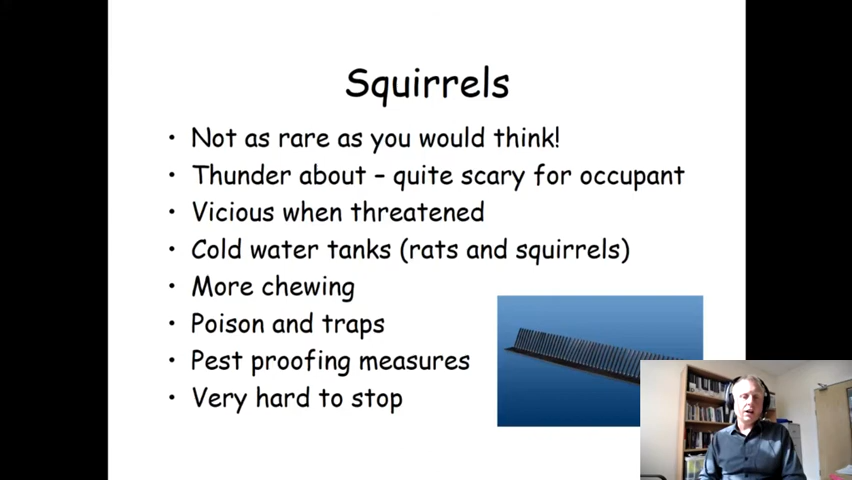 Squirrels
• Not as rare as you would think!
• Thunder about – quite scary for occupant
• Vicious when threatened
• Cold water tanks (rats and squirrels)
• More chewing
• Poison and traps
• Pest proofing measures
• Very hard to stop